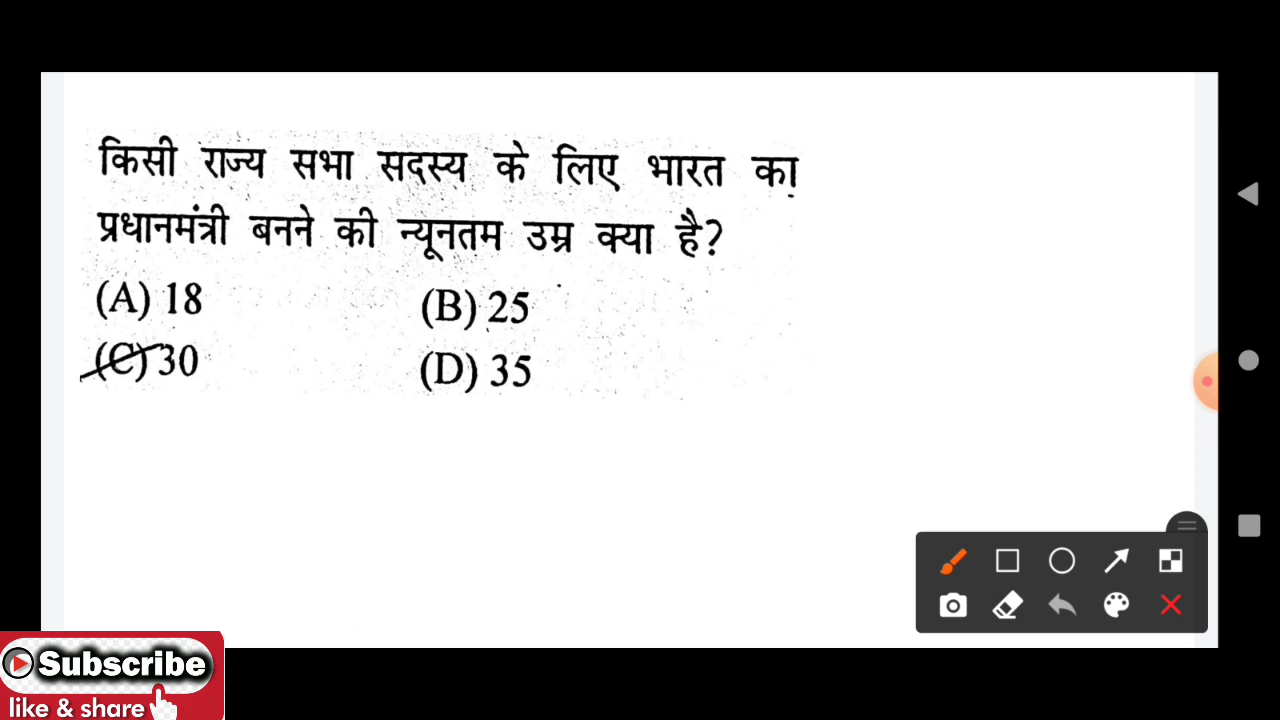 किसी राज्य सभा सदस्य के लिए भारत का
प्रधानमंत्री बनने की न्यूनतम उम्र क्या है?
(A) 18 (B) 25
(C) 30 (D) 35
Subscribe
like & share